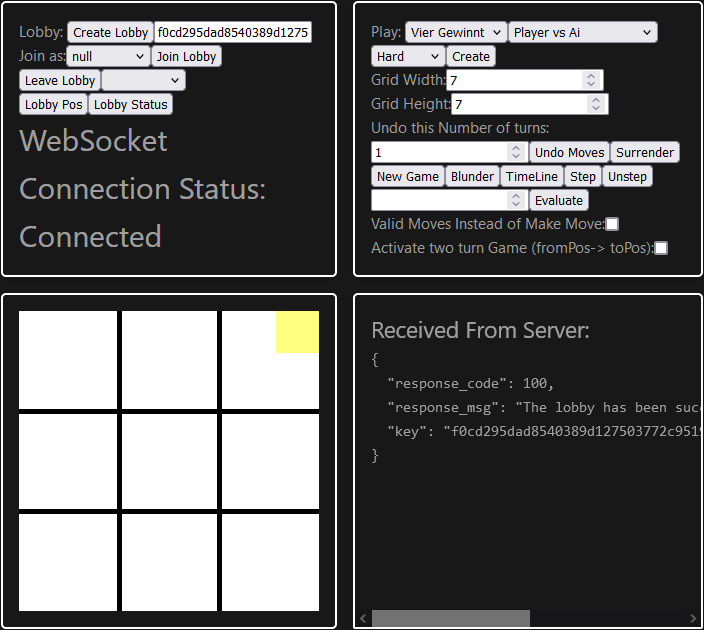 Lobby: Create Lobby f0cd295dad8540389d1275
Join as: null Join Lobby
Leave Lobby
Lobby Pos Lobby Status
WebSocket
Connection Status:
Connected
Play: Vier Gewinnt Player vs Ai
Hard Create
Grid Width: 7
Grid Height: 7
Undo this Number of turns:
1 Undo Moves Surrender
New Game Blunder TimeLine Step Unstep
Evaluate
Valid Moves Instead of Make Move:
Activate two turn Game (fromPos-> toPos):
Received From Server:
{
"response_code": 100,
"response_msg": "The lobby has been suc
"key": "f0cd295dad8540389d127503772c9519
}